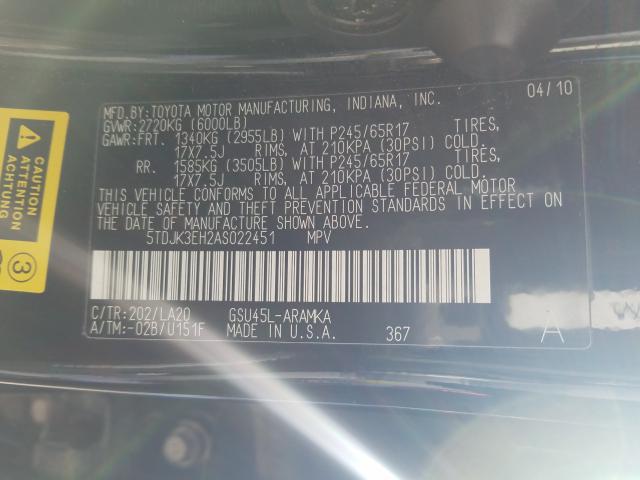 MFD.BY:TOYOTA MOTOR MANUFACTURING, INDIANA, INC. 04/10
GVWR:2720KG (6000LB)
GAWR:FRT. 1340KG (2955LB) WITH P245/65R17 TIRES,
17X7.5J RIMS, AT 210KPA (30PSI) COLD.
RR. 1585KG (3505LB) WITH P245/65R17 TIRES,
17X7.5J RIMS, AT 210KPA (30PSI) COLD.
THIS VEHICLE CONFORMS TO ALL APPLICABLE FEDERAL MOTOR
VEHICLE SAFETY AND THEFT PREVENTION STANDARDS IN EFFECT ON
THE DATE OF MANUFACTURE SHOWN ABOVE.
5TDJK3EH2AS022451 MPV
C/TR:202/LA20 GSU45L-ARAMKA
A/TM:-02B/U151F MADE IN U.S.A. 367 A
CAUTION
ATTENTION
ACHTUNG
3